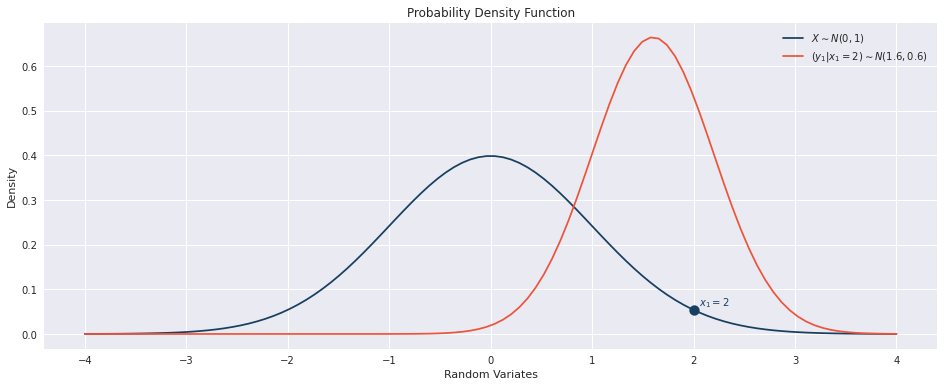 Probability Density Function
X ∼ N(0, 1)
(y₁|x₁ = 2) ∼ N(1.6, 0.6)
Density
0.6
0.5
0.4
0.3
0.2
0.1
0.0
x₁ = 2
−4 −3 −2 −1 0 1 2 3 4
Random Variates